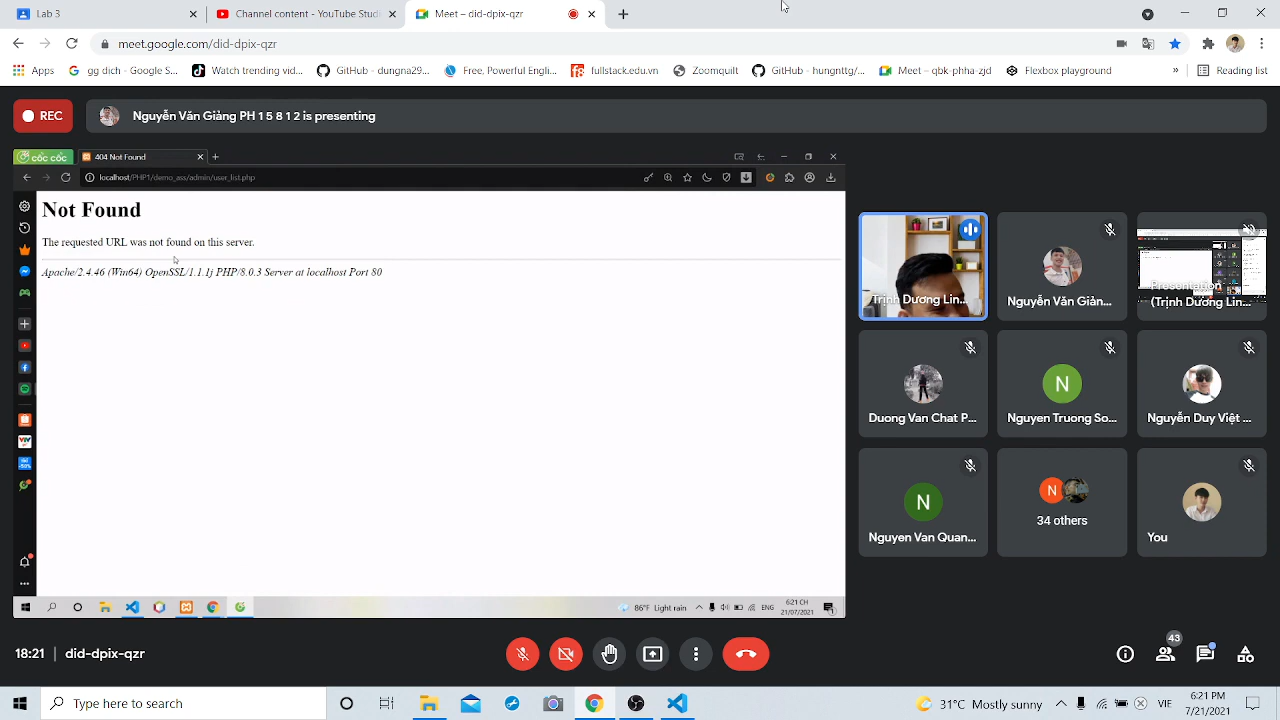 Lab 3
Channel content - YouTube Studi
Meet – did-dpix-qzr
meet.google.com/did-dpix-qzr
Apps
gg dich - Google S...
Watch trending vid...
GitHub - dungna29...
Free, Powerful Engli...
fullstack.edu.vn
Zoombuilt
GitHub - hungnttg/...
Meet – qbk-phha-zjd
Flexbox playground
»
Reading list
REC
Nguyễn Văn Giảng PH 1 5 8 1 2 is presenting
cốc cốc
404 Not Found
localhost/PHP1/demo_ass/admin/user_list.php
Not Found
The requested URL was not found on this server.
Apache/2.4.46 (Win64) OpenSSL/1.1.1j PHP/8.0.3 Server at localhost Port 80
86°F Light rain
ENG
6:21 CH
21/07/2021
Trịnh Dương Lin...
Nguyễn Văn Giản...
Presentation
(Trịnh Dương Lin...
Duong Van Chat P...
N
Nguyen Truong So...
Nguyễn Duy Việt ...
N
Nguyen Van Quan...
N
34 others
You
18:21 | did-dpix-qzr
43
Type here to search
31°C Mostly sunny
VIE
6:21 PM
7/21/2021